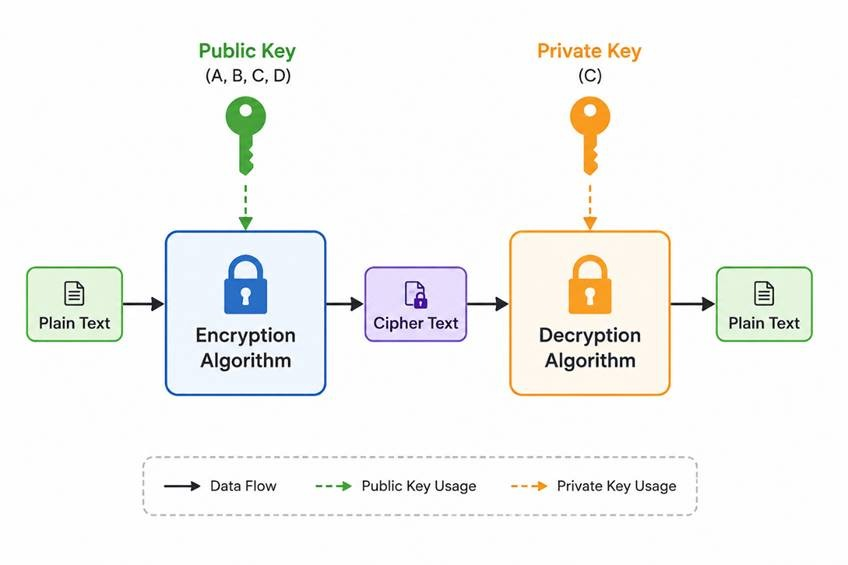 Public Key
(A, B, C, D)
Private Key
(C)
Plain Text
Encryption
Algorithm
Cipher Text
Decryption
Algorithm
Plain Text
Data Flow
Public Key Usage
Private Key Usage